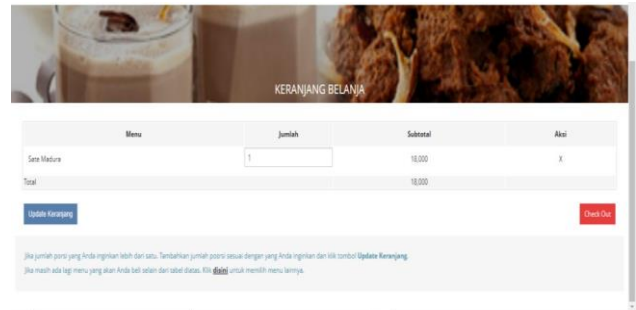 KERANJANG BELANJA
Menu Jumlah Subtotal Aksi
Sate Madura 1 18,000 X
Total 18,000
Update Keranjang Check Out
Jika jumlah porsi yang Anda inginkan lebih dari satu. Tambahkan jumlah poersi sesuai dengan yang Anda inginkan dan klik tombol Update Keranjang.
Jika masih ada lagi menu yang akan Anda beli selain dari tabel diatas. Klik disini untuk memilih menu lainnya.